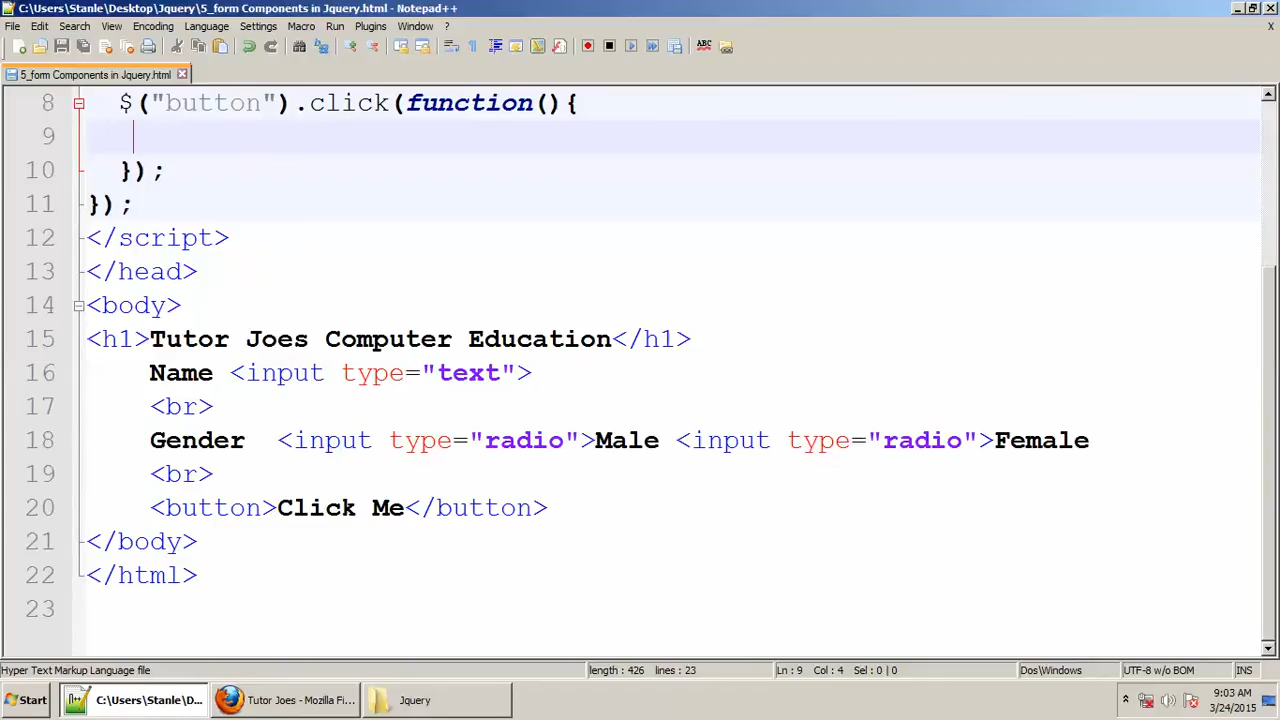 C:\Users\Stanle\Desktop\Jquery\5_form Components in Jquery.html - Notepad++
File Edit Search View Encoding Language Settings Macro Run Plugins Window ? X
5_form Components in Jquery.html
8 $("button").click(function(){
9
10 });
11 });
12 </script>
13 </head>
14 <body>
15 <h1>Tutor Joes Computer Education</h1>
16 Name <input type="text">
17 <br>
18 Gender <input type="radio">Male <input type="radio">Female
19 <br>
20 <button>Click Me</button>
21 </body>
22 </html>
23
Hyper Text Markup Language file length : 426 lines : 23 Ln : 9 Col : 4 Sel : 0 | 0 Dos\Windows UTF-8 w/o BOM INS
Start C:\Users\Stanle\D... Tutor Joes - Mozilla Fi... Jquery 9:03 AM
3/24/2015